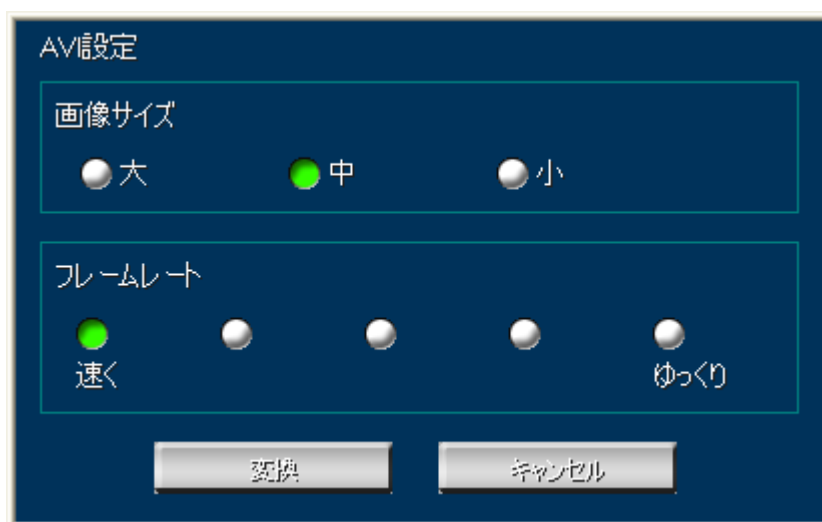 AVI設定
画像サイズ
大 中 小
フレームレート
速く ゆっくり
変換 キャンセル